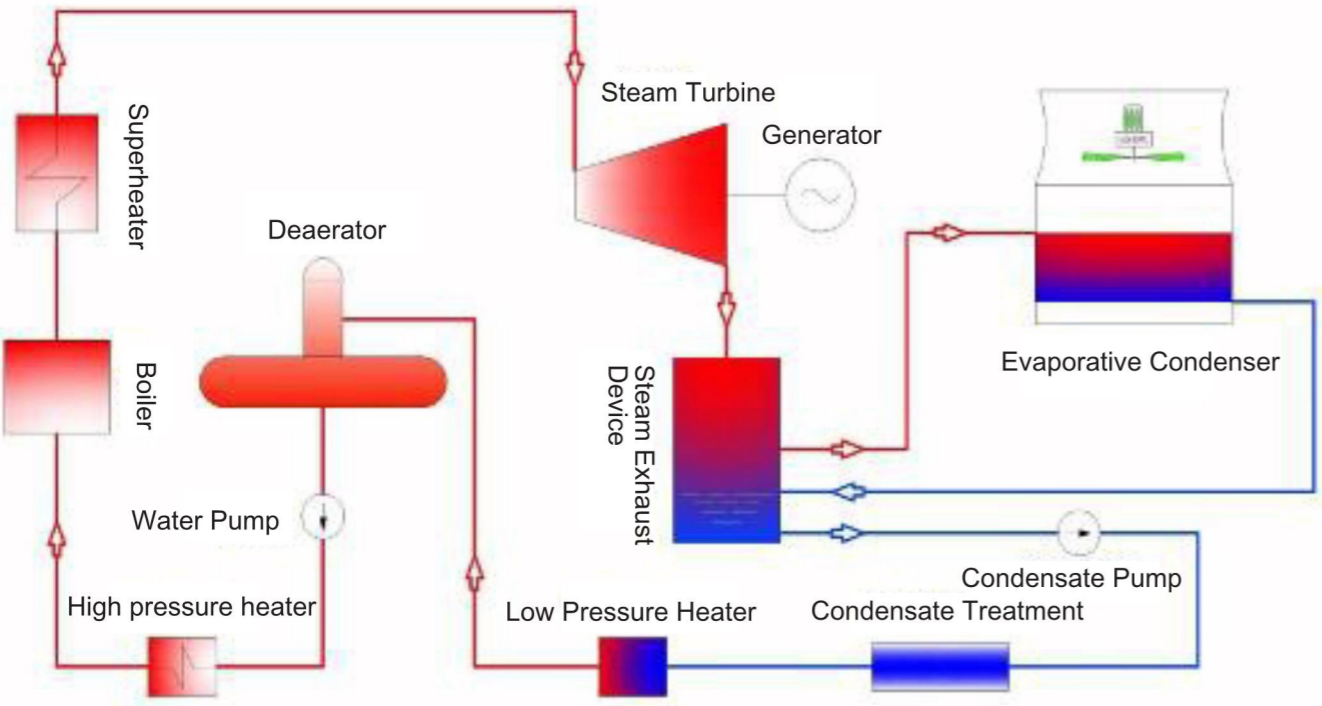 Steam Turbine
Generator
Superheater
Deaerator
Evaporative Condenser
Boiler
Steam Exhaust
Device
Water Pump
Condensate Pump
High pressure heater
Low Pressure Heater
Condensate Treatment